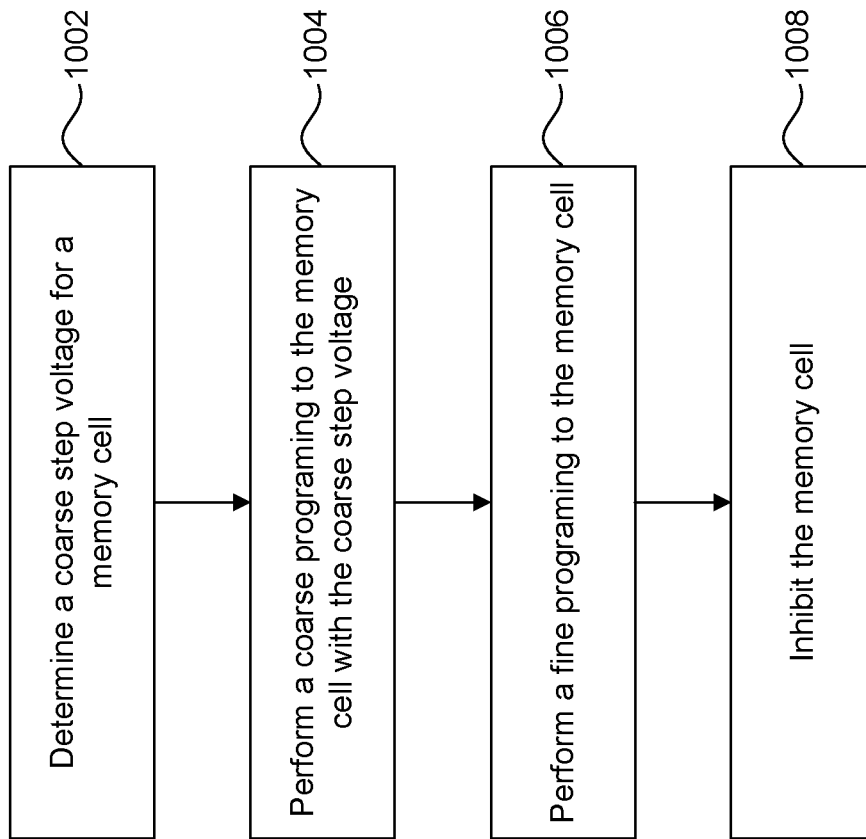 Determine a coarse step voltage for a
memory cell
1002
Perform a coarse programing to the memory
cell with the coarse step voltage
1004
Perform a fine programing to the memory cell
1006
Inhibit the memory cell
1008